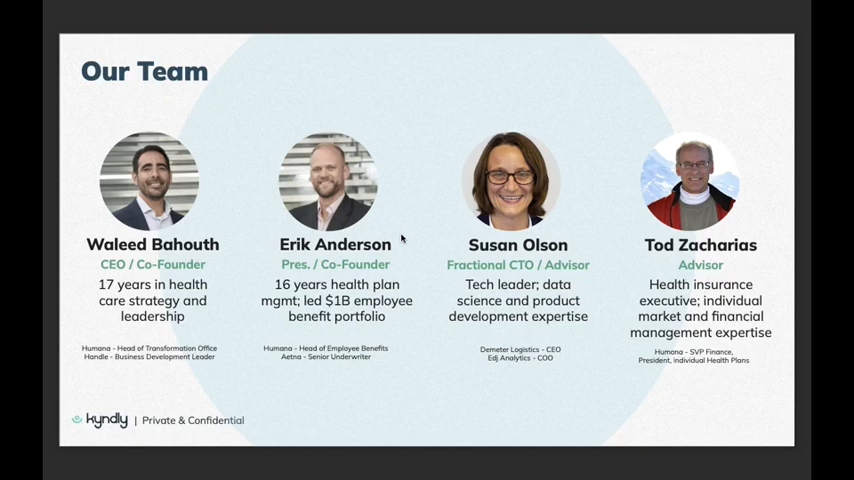 Our Team
Waleed Bahouth
CEO / Co-Founder
17 years in health
care strategy and
leadership
Humana - Head of Transformation Office
Handle - Business Development Leader
Erik Anderson
Pres. / Co-Founder
16 years health plan
mgmt; led $1B employee
benefit portfolio
Humana - Head of Employee Benefits
Aetna - Senior Underwriter
Susan Olson
Fractional CTO / Advisor
Tech leader; data
science and product
development expertise
Demeter Logistics - CEO
Edj Analytics - COO
Tod Zacharias
Advisor
Health insurance
executive; individual
market and financial
management expertise
Humana - SVP Finance,
President, Individual Health Plans
kyndly | Private & Confidential